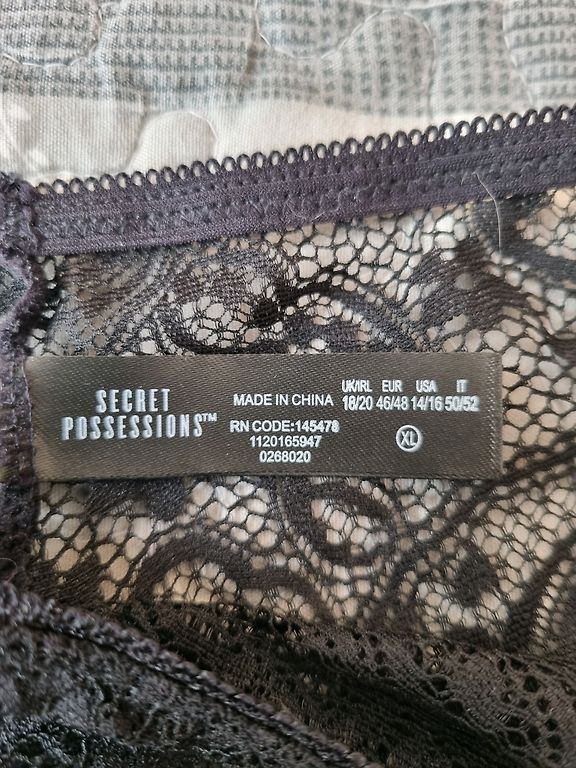 SECRET
POSSESSIONS™
MADE IN CHINA
RN CODE:145478
1120165947
0268020
UK/IRL EUR USA IT
18/20 46/48 14/16 50/52
XL